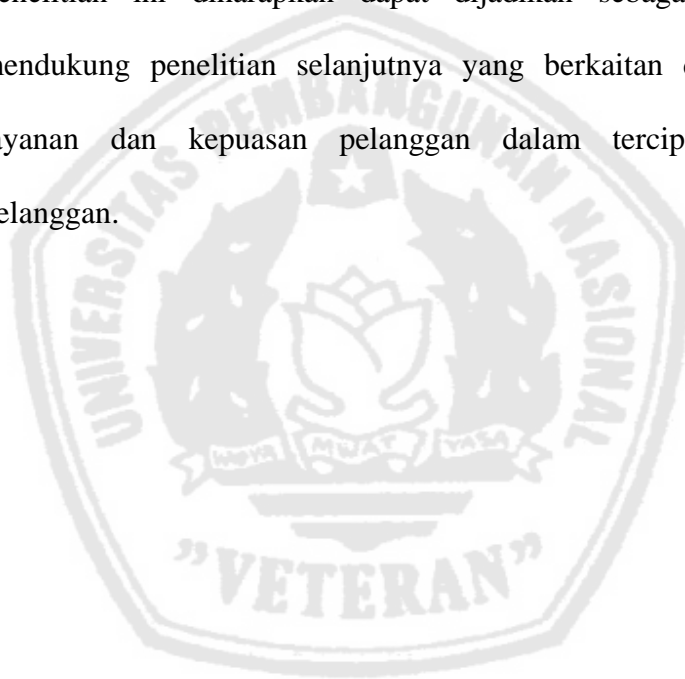 enelitian ini diharapkan dapat dijadikan sebaga
mendukung penelitian selanjutnya yang berkaitan
ayanan dan kepuasan pelanggan dalam tercip
elanggan.
UNIVERSITAS PEMBANGUNAN NASIONAL
WIDYA MWAT YASA
"VETERAN"